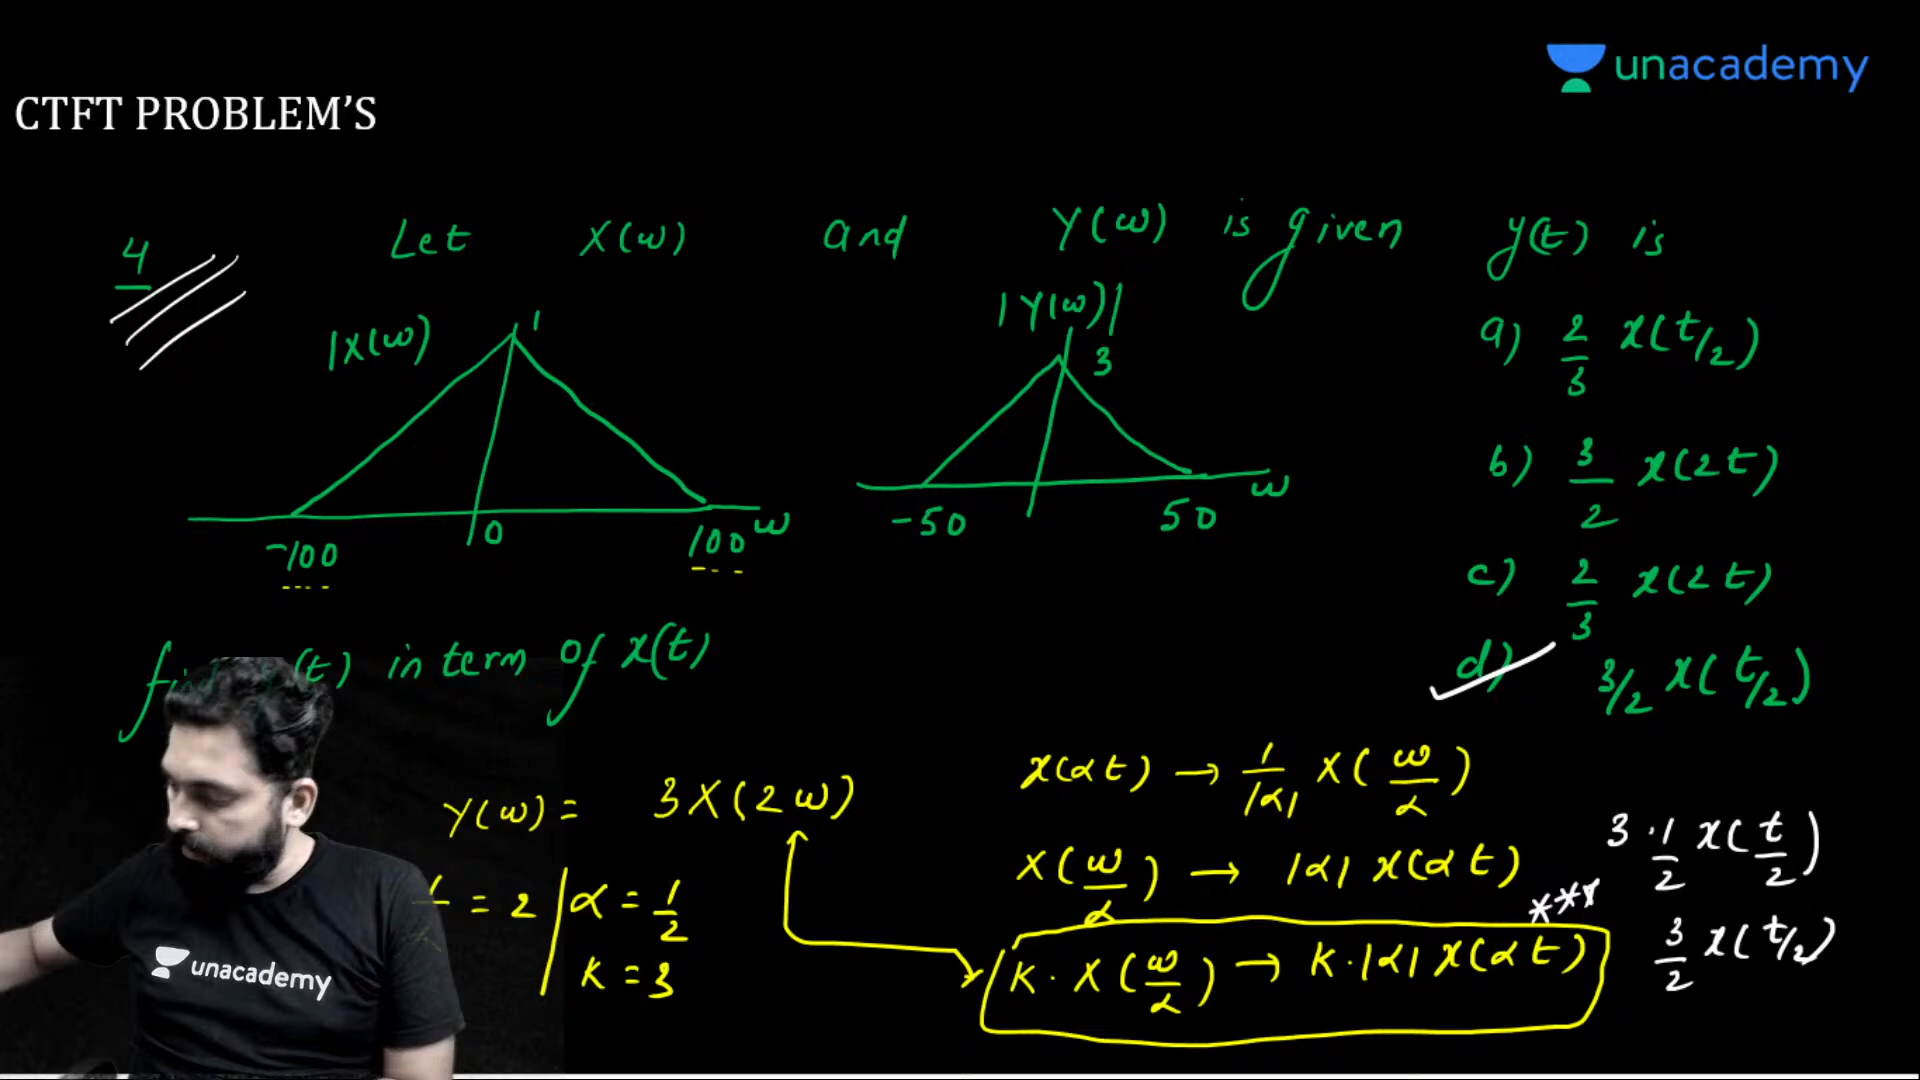 unacademy
CTFT PROBLEM’S
4
Let X(ω) and Y(ω) is given y(t) is
|X(ω)
1
-100
0
100
ω
|Y(ω)|
3
-50
50
ω
a) 2/3 x(t/2)
b) 3/2 x(2t)
c) 2/3 x(2t)
d) 3/2 x(t/2)
(t) in term of x(t)
Y(ω) = 3X(2ω)
= 2 | α = 1/2
K = 3
x(αt) → 1/|α| X(ω/α)
X(ω/α) → |α| x(αt)
***
K · X(ω/α) → K·|α| x(αt)
3·1/2 x(t/2)
3/2 x(t/2)
unacademy